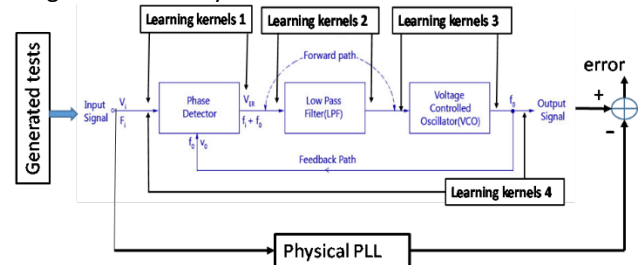 Learning kernels 1
Learning kernels 2
Learning kernels 3
Generated tests
Forward path
error
Input
Signal
Vi
Fi
Phase
Detector
VER
fi + f0
Low Pass
Filter(LPF)
Voltage
Controlled
Oscillator(VCO)
f0
Output
Signal
+
-
f0 v0
Feedback Path
Learning kernels 4
Physical PLL